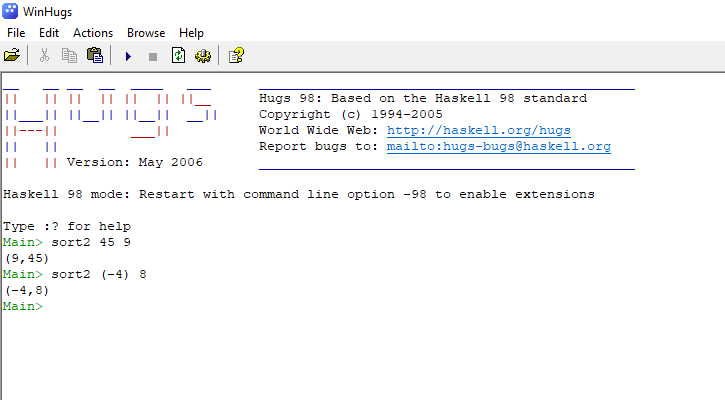 WinHugs
File Edit Actions Browse Help
__   __ __  __  ____   ___      _______________________________________________
||   || ||  || ||  || ||__      Hugs 98: Based on the Haskell 98 standard
||___|| ||__|| ||__||  __||     Copyright (c) 1994-2005
||---||         ___||           World Wide Web: http://haskell.org/hugs
||   ||                         Report bugs to: mailto:hugs-bugs@haskell.org
||   || Version: May 2006       _______________________________________________
Haskell 98 mode: Restart with command line option -98 to enable extensions
Type :? for help
Main> sort2 45 9
(9,45)
Main> sort2 (-4) 8
(-4,8)
Main>